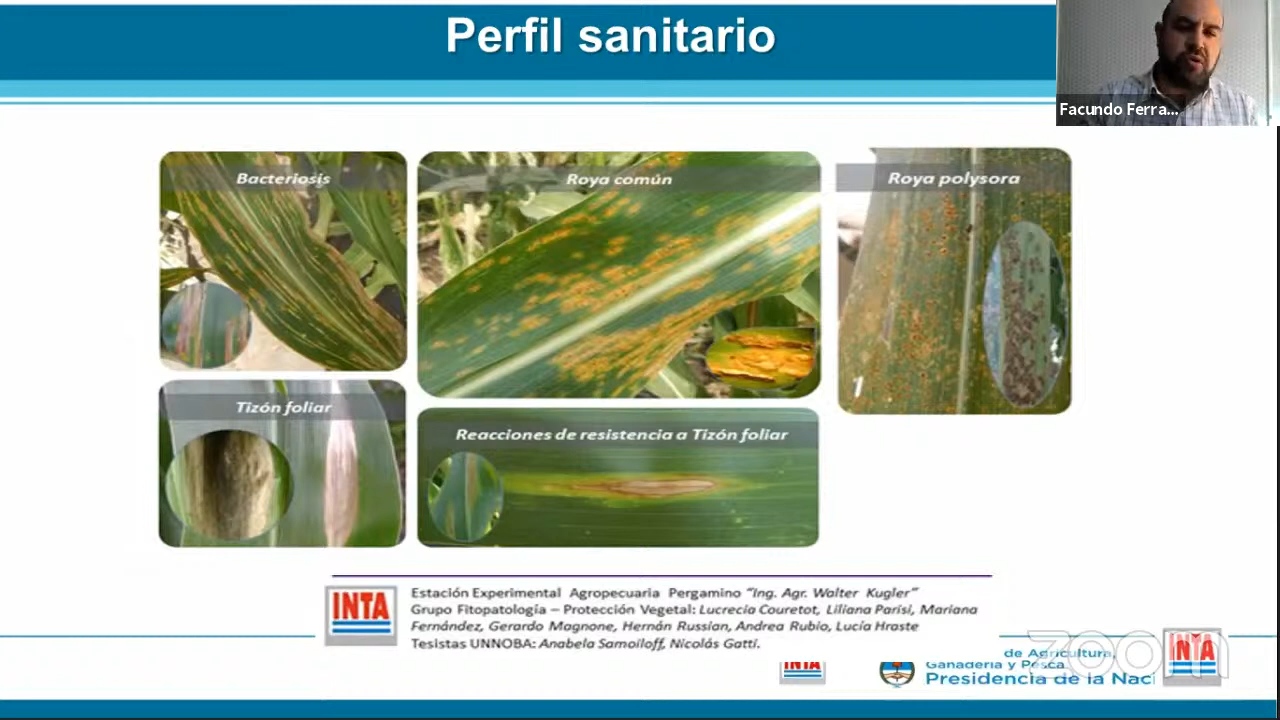 Perfil sanitario
Facundo Ferra...
Bacteriosis
Roya común
Roya polysora
1
Tizón foliar
Reacciones de resistencia a Tizón foliar
INTA
Estación Experimental Agropecuaria Pergamino "Ing. Agr. Walter Kugler"
Grupo Fitopatología – Protección Vegetal: Lucrecia Couretot, Liliana Parisi, Mariana
Fernández, Gerardo Magnone, Hernán Russian, Andrea Rubio, Lucía Hraste
Tesistas UNNOBA: Anabela Samoiloff, Nicolás Gatti.
zoom
INTA
de Agricultura,
INTA
Ganadería y Pesca
Presidencia de la Naci